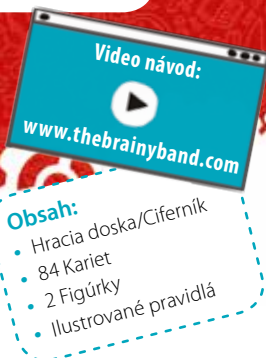 Video návod:
www.thebrainyband.com
Obsah:
• Hracia doska/Ciferník
• 84 Kariet
• 2 Figúrky
• Ilustrované pravidlá